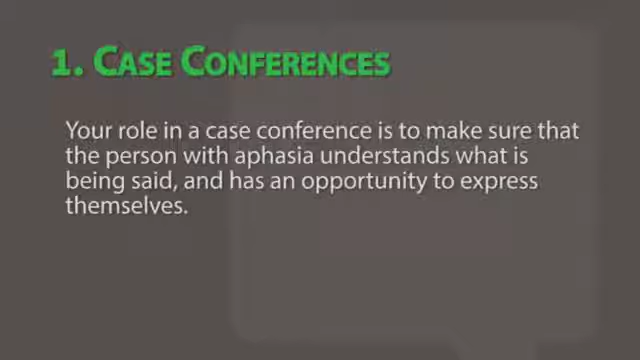 1. CASE CONFERENCES
Your role in a case conference is to make sure that
the person with aphasia understands what is
being said, and has an opportunity to express
themselves.